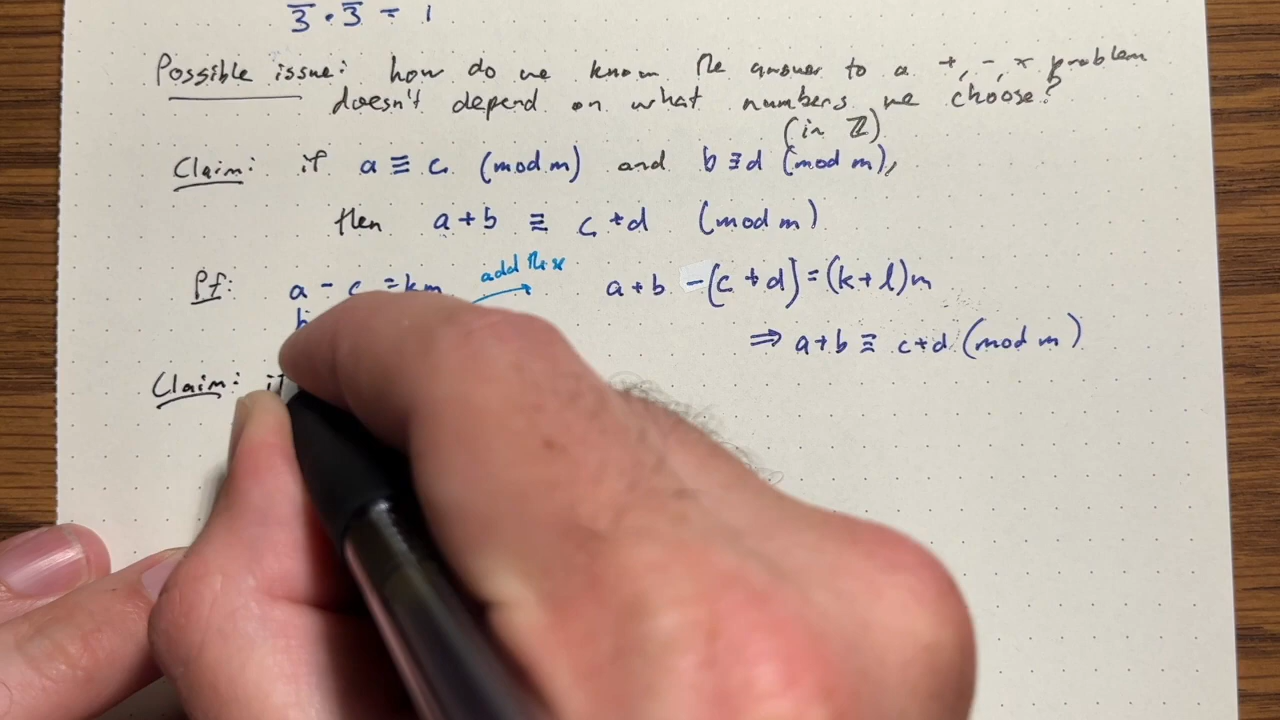 3̅ · 3̅ = 1
Possible issue: how do we know the answer to a +, -, × problem
doesn't depend on what numbers we choose?
(in ℤ)
Claim: if a ≡ c (mod m) and b ≡ d (mod m),
then a + b ≡ c + d (mod m)
Pf: a - c = km add these a + b - (c + d) = (k + l)m
b
⇒ a + b ≡ c + d (mod m)
Claim: if